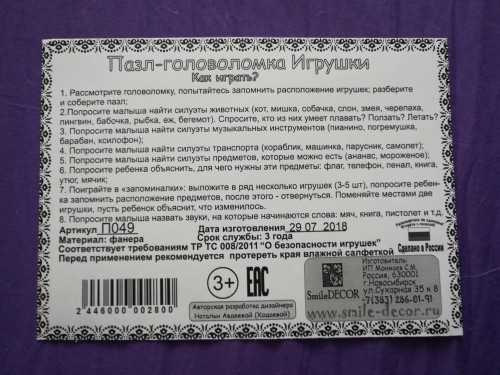 Пазл-головоломка Игрушки
Как играть?
1. Рассмотрите головоломку, попытайтесь запомнить расположение игрушек; разберите
и соберите пазл;
2.Попросите малыша найти силуэты животных (кот, мишка, собачка, слон, змея, черепаха,
пингвин, бабочка, рыбка, еж, бегемот). Спросите, кто из них умеет плавать? Ползать? Летать?
3. Попросите малыша найти силуэты музыкальных инструментов (пианино, погремушка,
барабан, ксилофон);
4. Попросите малыша найти силуэты транспорта (кораблик, машинка, парусник, самолет);
5. Попросите малыша найти силуэты предметов, которые можно есть (ананас, мороженое);
6. Попросите ребенка объяснить, для чего нужны эти предметы: флаг, телефон, пенал, книга,
утюг, мячик;
7. Поиграйте в «запоминалки»: выложите в ряд несколько игрушек (3-5 шт), попросите ребен-
ка запомнить расположение предметов, после этого - отвернуться. Поменяйте местами две
игрушки, пусть ребенок объяснит, что изменилось.
8. Попросите малыша назвать звуки, на которые начинаются слова: мяч, книга, пистолет и т.д.
Артикул П049 Дата изготовления 29 07 2018
Материал: фанера Срок службы: 3 года
Соответствует требованиям ТР ТС 008/2011 "О безопасности игрушек"
Перед применением рекомендуется протереть края влажной салфеткой
Сделано в России
2 446000 002800
3+
EAC
Авторская разработка дизайнера
Натальи Авдеевой (Ходаевой)
SmileDECOR
Изготовитель:
ИП Манжаев С.М.
Россия, 630001
г.Новосибирск
ул.Сухарная 35 к 8
+7(383) 286-01-91
www.smile-decor.ru